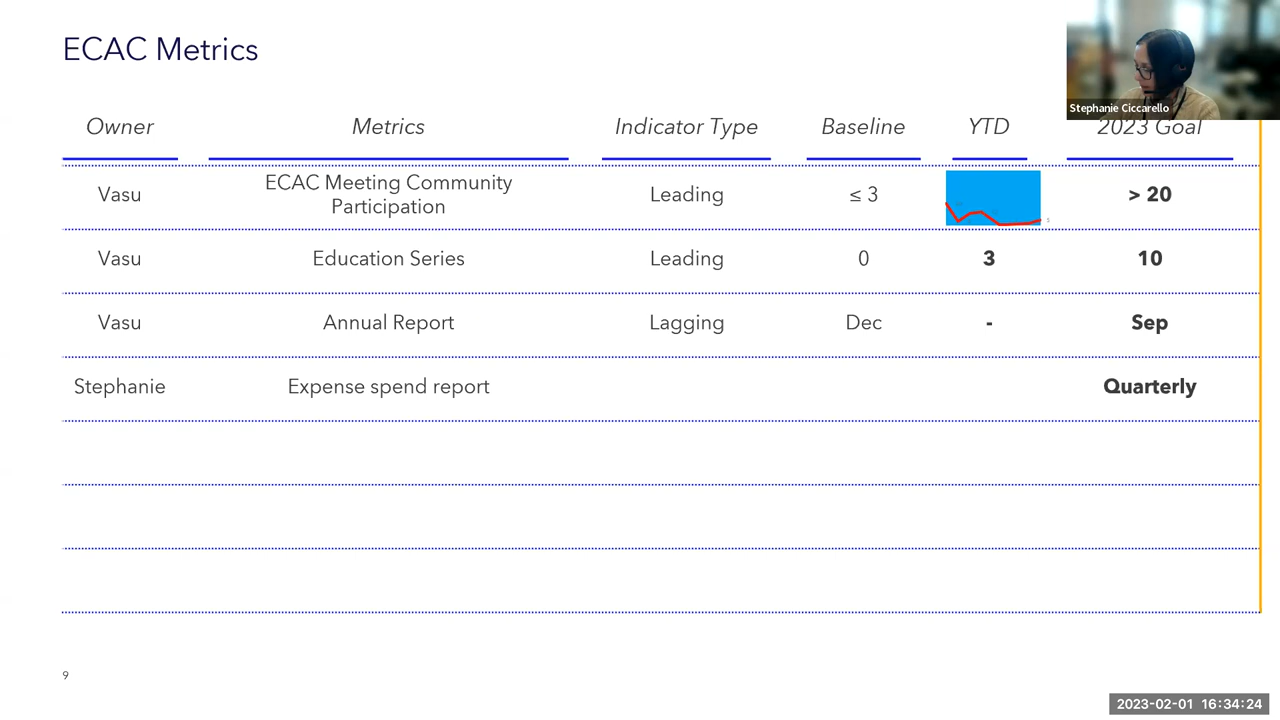 ECAC Metrics
Stephanie Ciccarello
Owner Metrics Indicator Type Baseline YTD 2023 Goal
Vasu ECAC Meeting Community Participation Leading ≤ 3 > 20
Vasu Education Series Leading 0 3 10
Vasu Annual Report Lagging Dec - Sep
Stephanie Expense spend report Quarterly
9
2023-02-01 16:34:24